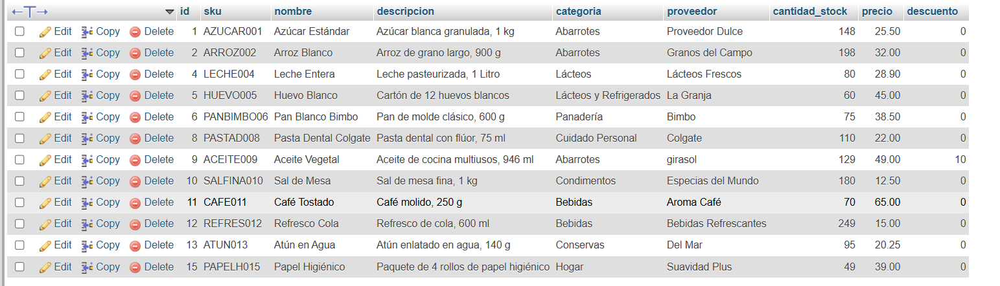 ←T→ id sku nombre descripcion categoria proveedor cantidad_stock precio descuento
Edit Copy Delete 1 AZUCAR001 Azúcar Estándar Azúcar blanca granulada, 1 kg Abarrotes Proveedor Dulce 148 25.50 0
Edit Copy Delete 2 ARROZ002 Arroz Blanco Arroz de grano largo, 900 g Abarrotes Granos del Campo 198 32.00 0
Edit Copy Delete 4 LECHE004 Leche Entera Leche pasteurizada, 1 Litro Lácteos Lácteos Frescos 80 28.90 0
Edit Copy Delete 5 HUEVO005 Huevo Blanco Cartón de 12 huevos blancos Lácteos y Refrigerados La Granja 60 45.00 0
Edit Copy Delete 6 PANBIMBO06 Pan Blanco Bimbo Pan de molde clásico, 600 g Panadería Bimbo 75 38.50 0
Edit Copy Delete 8 PASTAD008 Pasta Dental Colgate Pasta dental con flúor, 75 ml Cuidado Personal Colgate 110 22.00 0
Edit Copy Delete 9 ACEITE009 Aceite Vegetal Aceite de cocina multiusos, 946 ml Abarrotes girasol 129 49.00 10
Edit Copy Delete 10 SALFINA010 Sal de Mesa Sal de mesa fina, 1 kg Condimentos Especias del Mundo 180 12.50 0
Edit Copy Delete 11 CAFE011 Café Tostado Café molido, 250 g Bebidas Aroma Café 70 65.00 0
Edit Copy Delete 12 REFRES012 Refresco Cola Refresco de cola, 600 ml Bebidas Bebidas Refrescantes 249 15.00 0
Edit Copy Delete 13 ATUN013 Atún en Agua Atún enlatado en agua, 140 g Conservas Del Mar 95 20.25 0
Edit Copy Delete 15 PAPELH015 Papel Higiénico Paquete de 4 rollos de papel higiénico Hogar Suavidad Plus 49 39.00 0